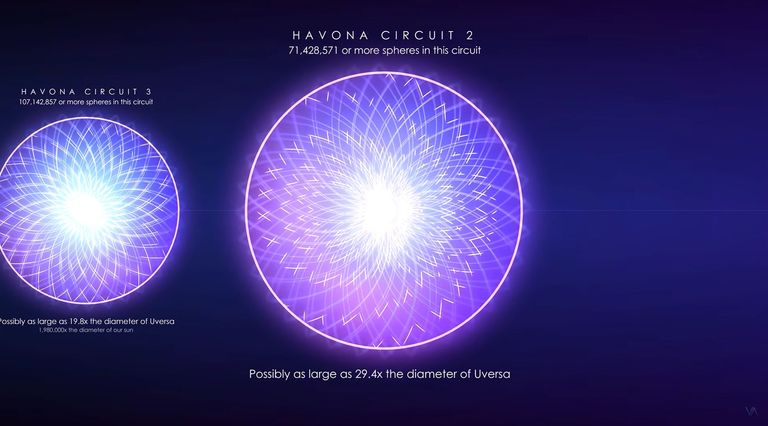 HAVONA CIRCUIT 2
71,428,571 or more spheres in this circuit
HAVONA CIRCUIT 3
107,142,857 or more spheres in this circuit
Possibly as large as 19.8x the diameter of Uversa
1,980,000x the diameter of our sun
Possibly as large as 29.4x the diameter of Uversa
VA